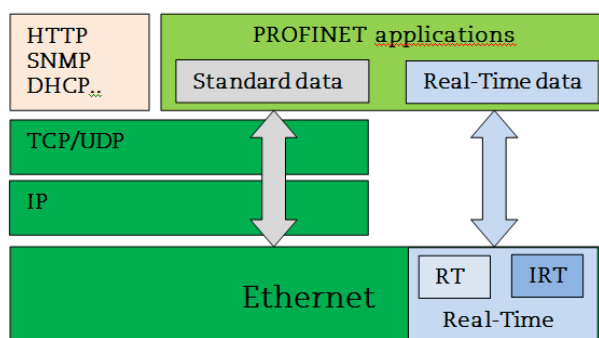 HTTP
SNMP
DHCP..
PROFINET applications
Standard data
Real-Time data
TCP/UDP
IP
Ethernet
RT
IRT
Real-Time